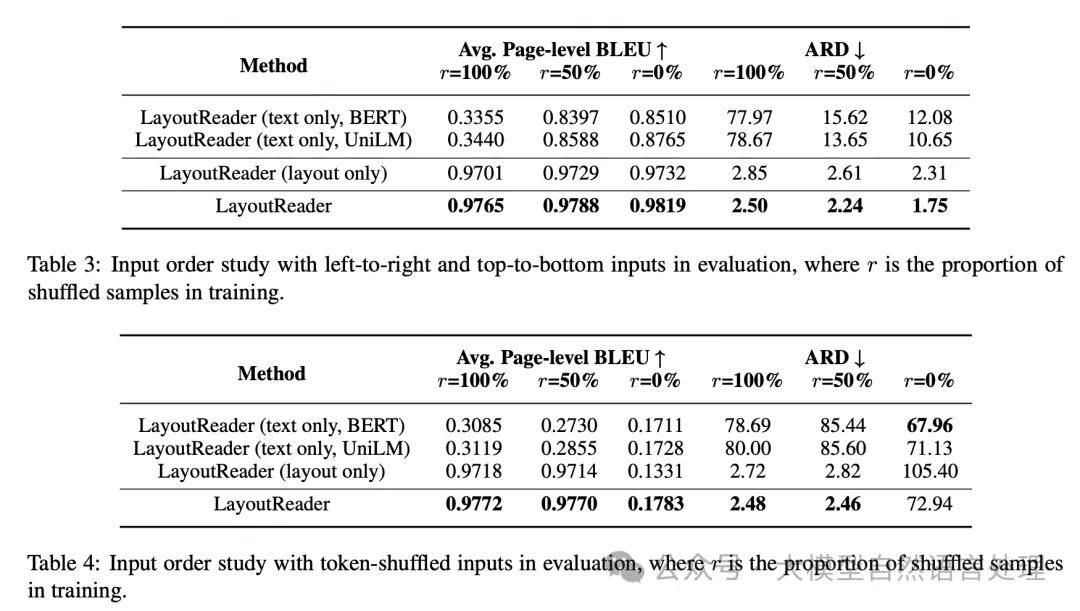 Method Avg. Page-level BLEU ↑ ARD ↓
r=100% r=50% r=0% r=100% r=50% r=0%
LayoutReader (text only, BERT) 0.3355 0.8397 0.8510 77.97 15.62 12.08
LayoutReader (text only, UniLM) 0.3440 0.8588 0.8765 78.67 13.65 10.65
LayoutReader (layout only) 0.9701 0.9729 0.9732 2.85 2.61 2.31
LayoutReader 0.9765 0.9788 0.9819 2.50 2.24 1.75
Table 3: Input order study with left-to-right and top-to-bottom inputs in evaluation, where r is the proportion of
shuffled samples in training.
Method Avg. Page-level BLEU ↑ ARD ↓
r=100% r=50% r=0% r=100% r=50% r=0%
LayoutReader (text only, BERT) 0.3085 0.2730 0.1711 78.69 85.44 67.96
LayoutReader (text only, UniLM) 0.3119 0.2855 0.1728 80.00 85.60 71.13
LayoutReader (layout only) 0.9718 0.9714 0.1331 2.72 2.82 105.40
LayoutReader 0.9772 0.9770 0.1783 2.48 2.46 72.94
Table 4: Input order study with token-shuffled inputs in evaluation, where r is the proportion of shuffled samples
in training.
公众号 · 大模型自然语言处理